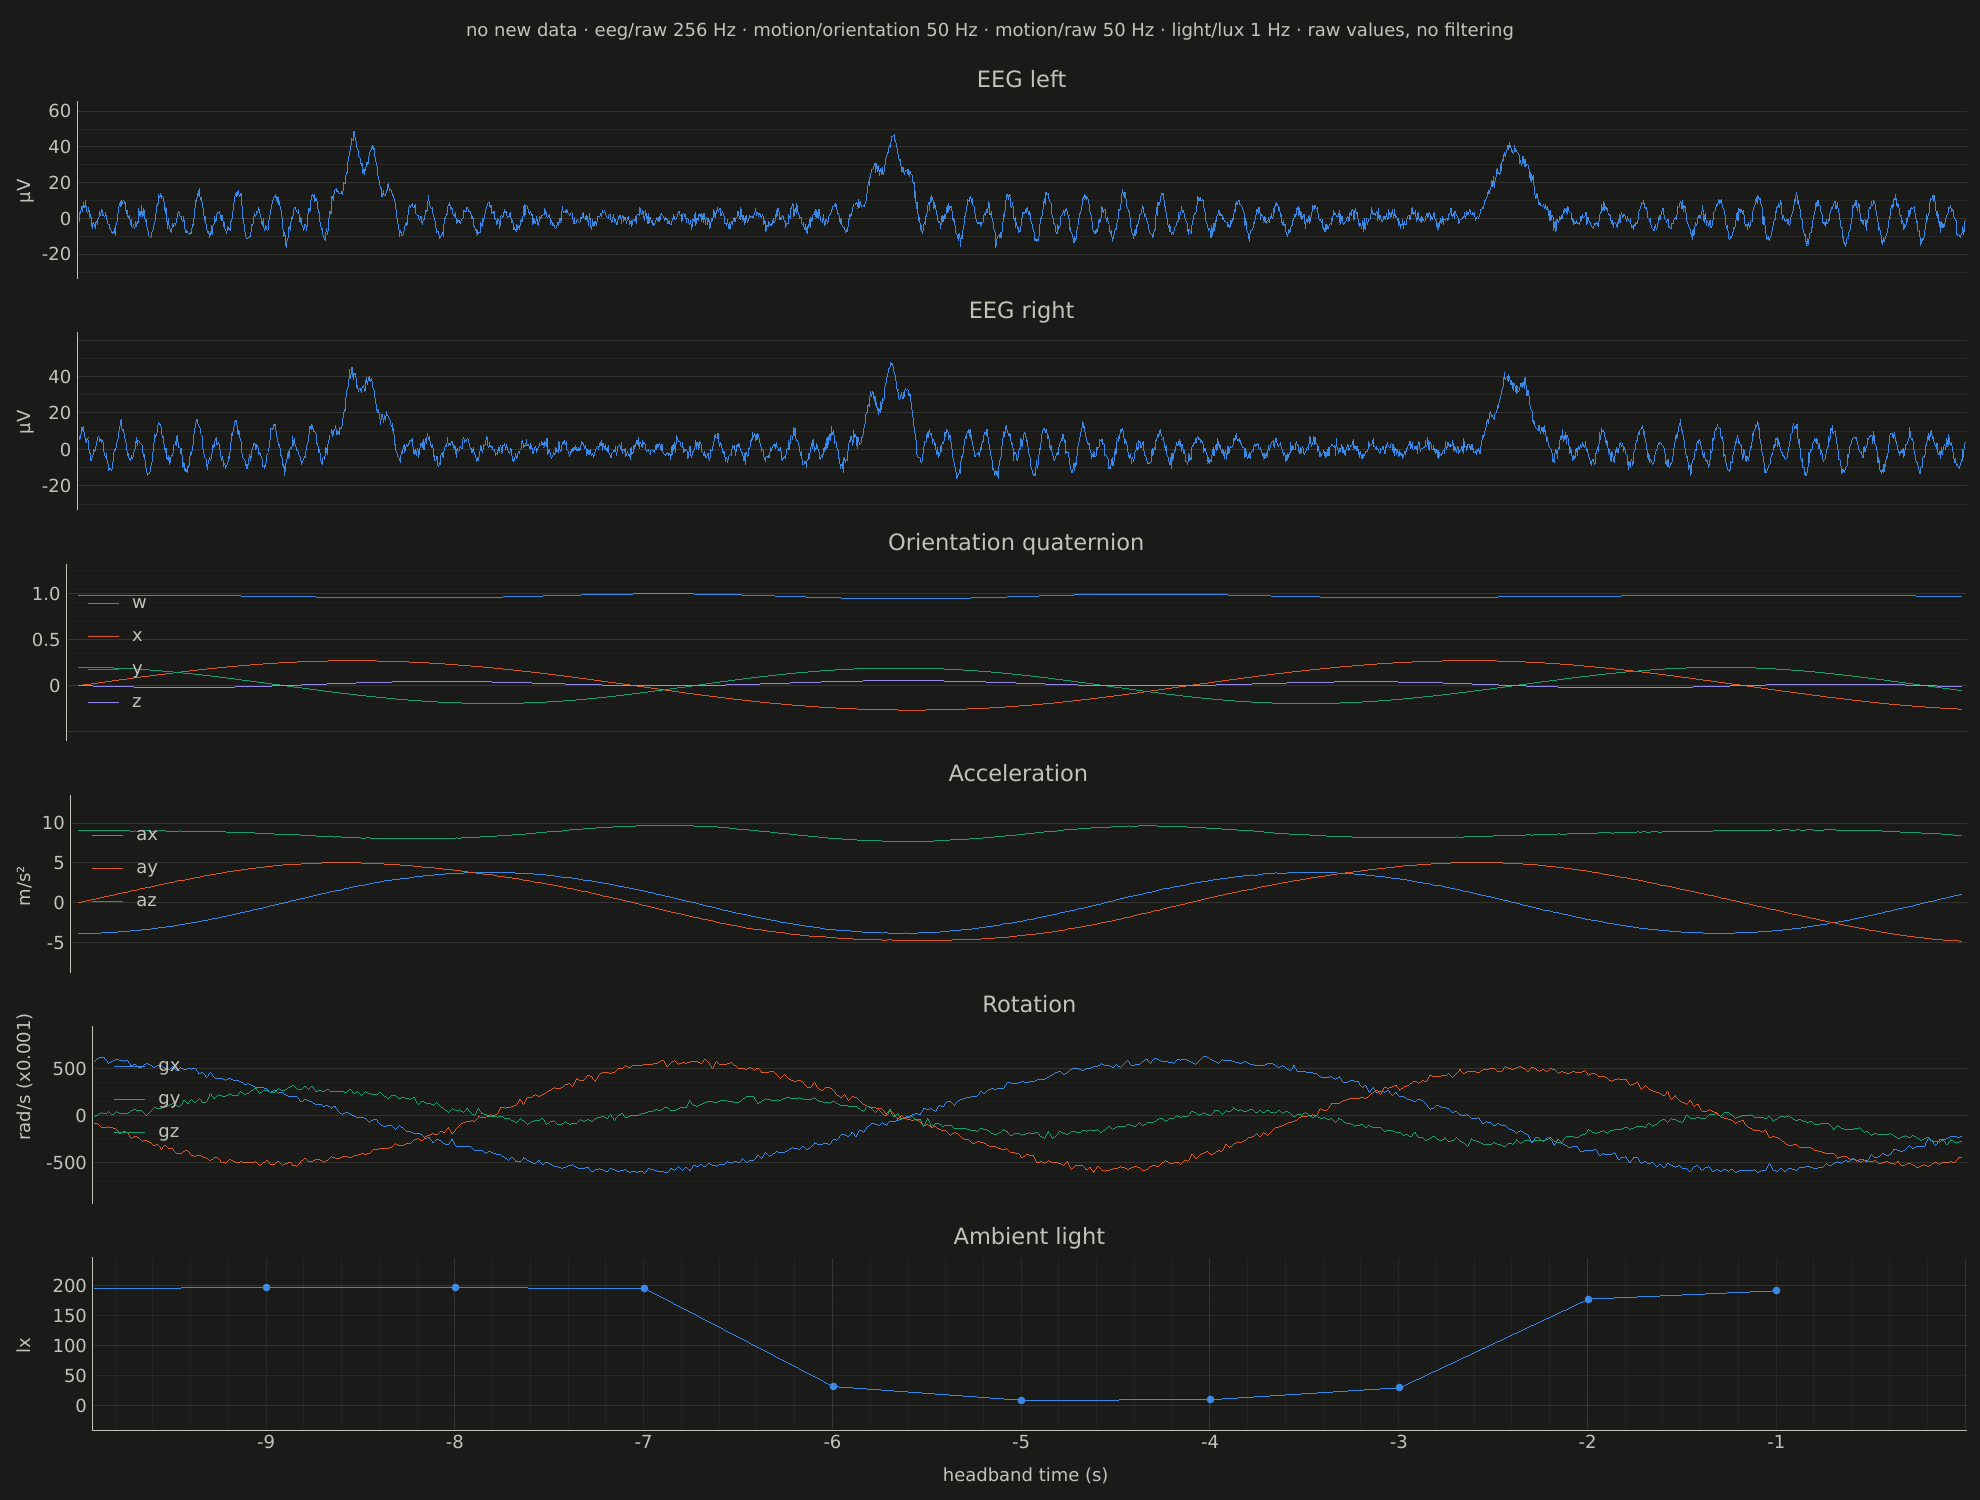 no new data · eeg/raw 256 Hz · motion/orientation 50 Hz · motion/raw 50 Hz · light/lux 1 Hz · raw values, no filtering
EEG left
µV
60
40
20
0
-20
EEG right
µV
40
20
0
-20
Orientation quaternion
1.0
0.5
0
w
x
y
z
Acceleration
m/s²
10
5
0
-5
ax
ay
az
Rotation
rad/s (x0.001)
500
0
-500
gx
gy
gz
Ambient light
lx
200
150
100
50
0
-9 -8 -7 -6 -5 -4 -3 -2 -1
headband time (s)